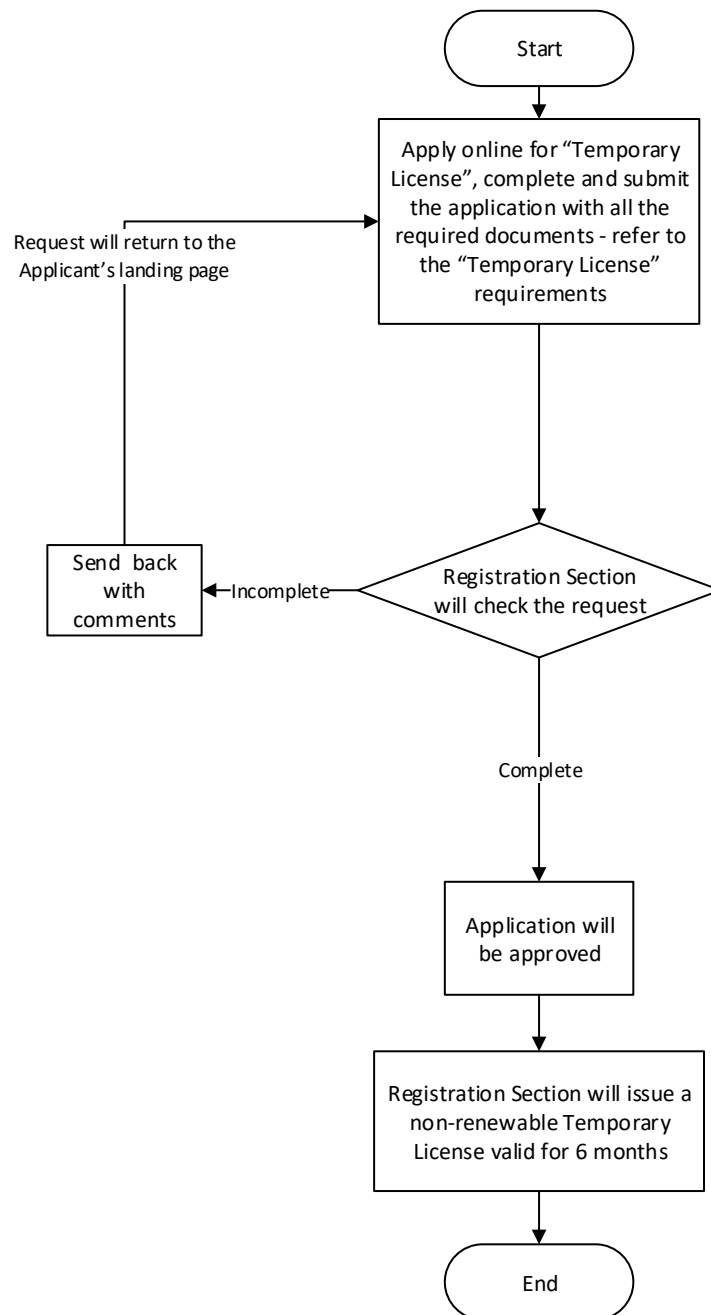 Start
Apply online for “Temporary
License”, complete and submit
the application with all the
required documents - refer to
the “Temporary License”
requirements
Request will return to the
Applicant’s landing page
Registration Section
will check the request
Incomplete
Send back
with
comments
Complete
Application will
be approved
Registration Section will issue a
non-renewable Temporary
License valid for 6 months
End